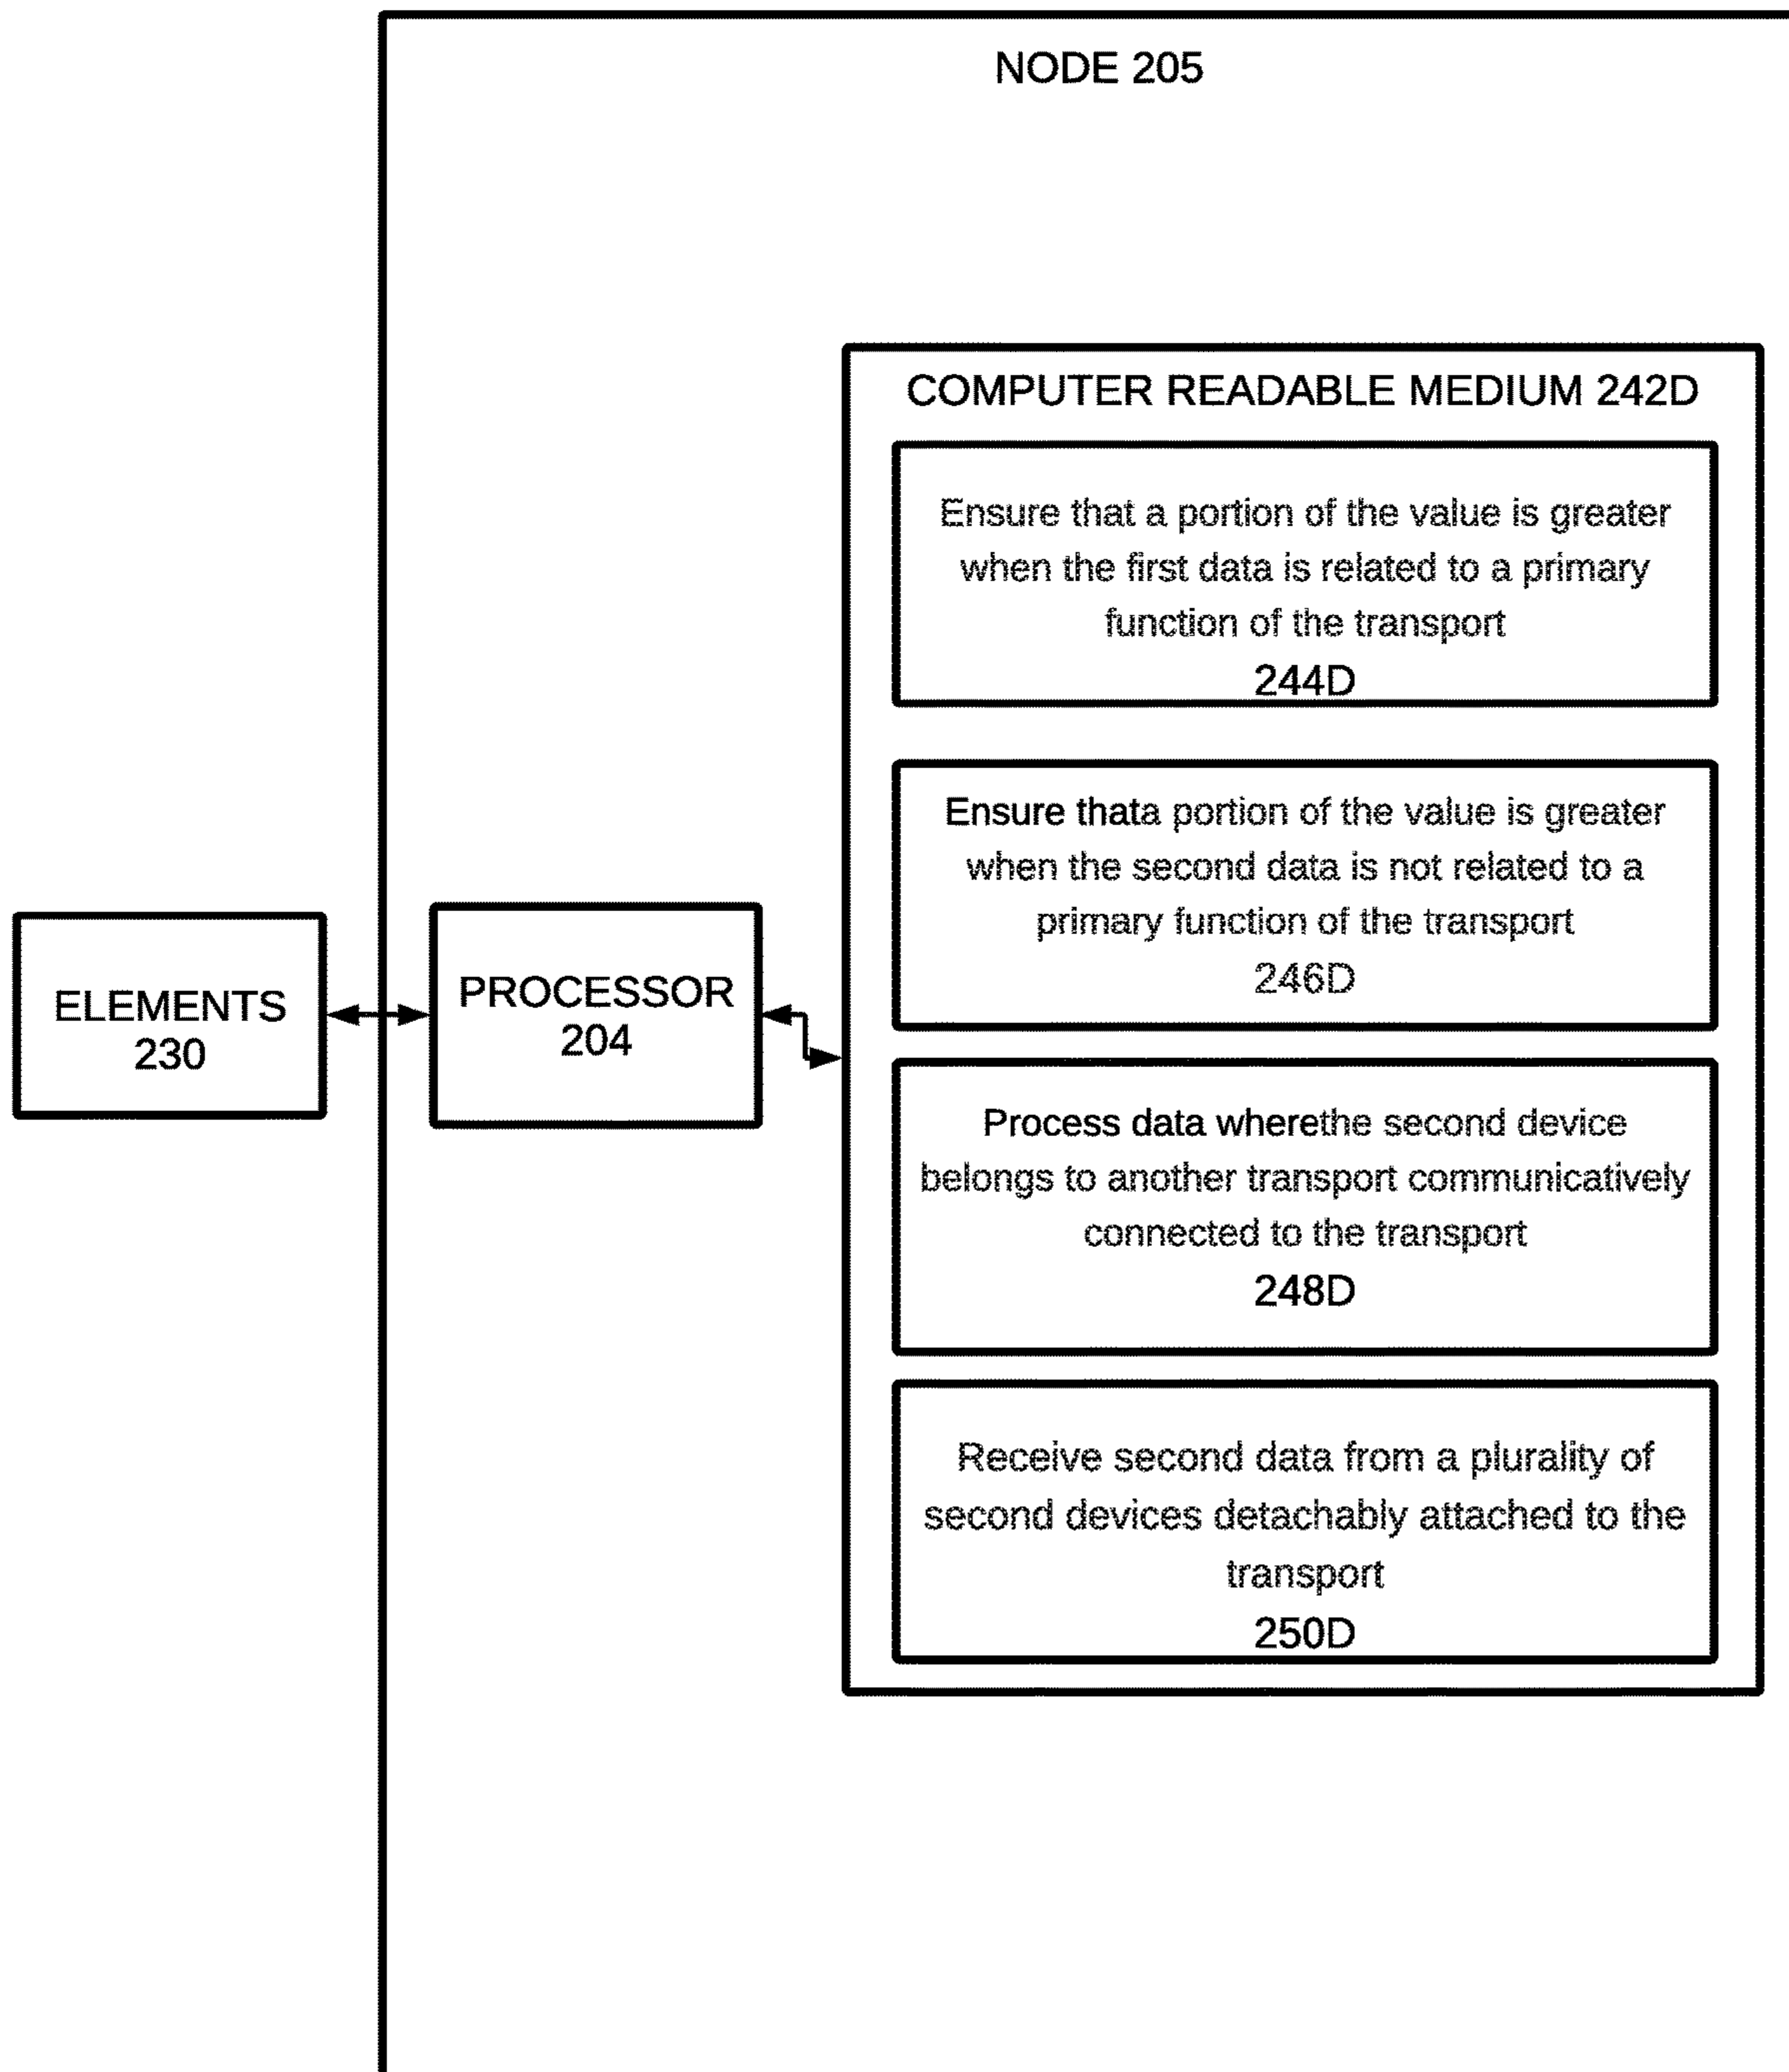 NODE 205
COMPUTER READABLE MEDIUM 242D
Ensure that a portion of the value is greater
when the first data is related to a primary
function of the transport
244D
Ensure thata portion of the value is greater
when the second data is not related to a
primary function of the transport
246D
ELEMENTS
230
PROCESSOR
204
Process data wherethe second device
belongs to another transport communicatively
connected to the transport
248D
Receive second data from a plurality of
second devices detachably attached to the
transport
250D